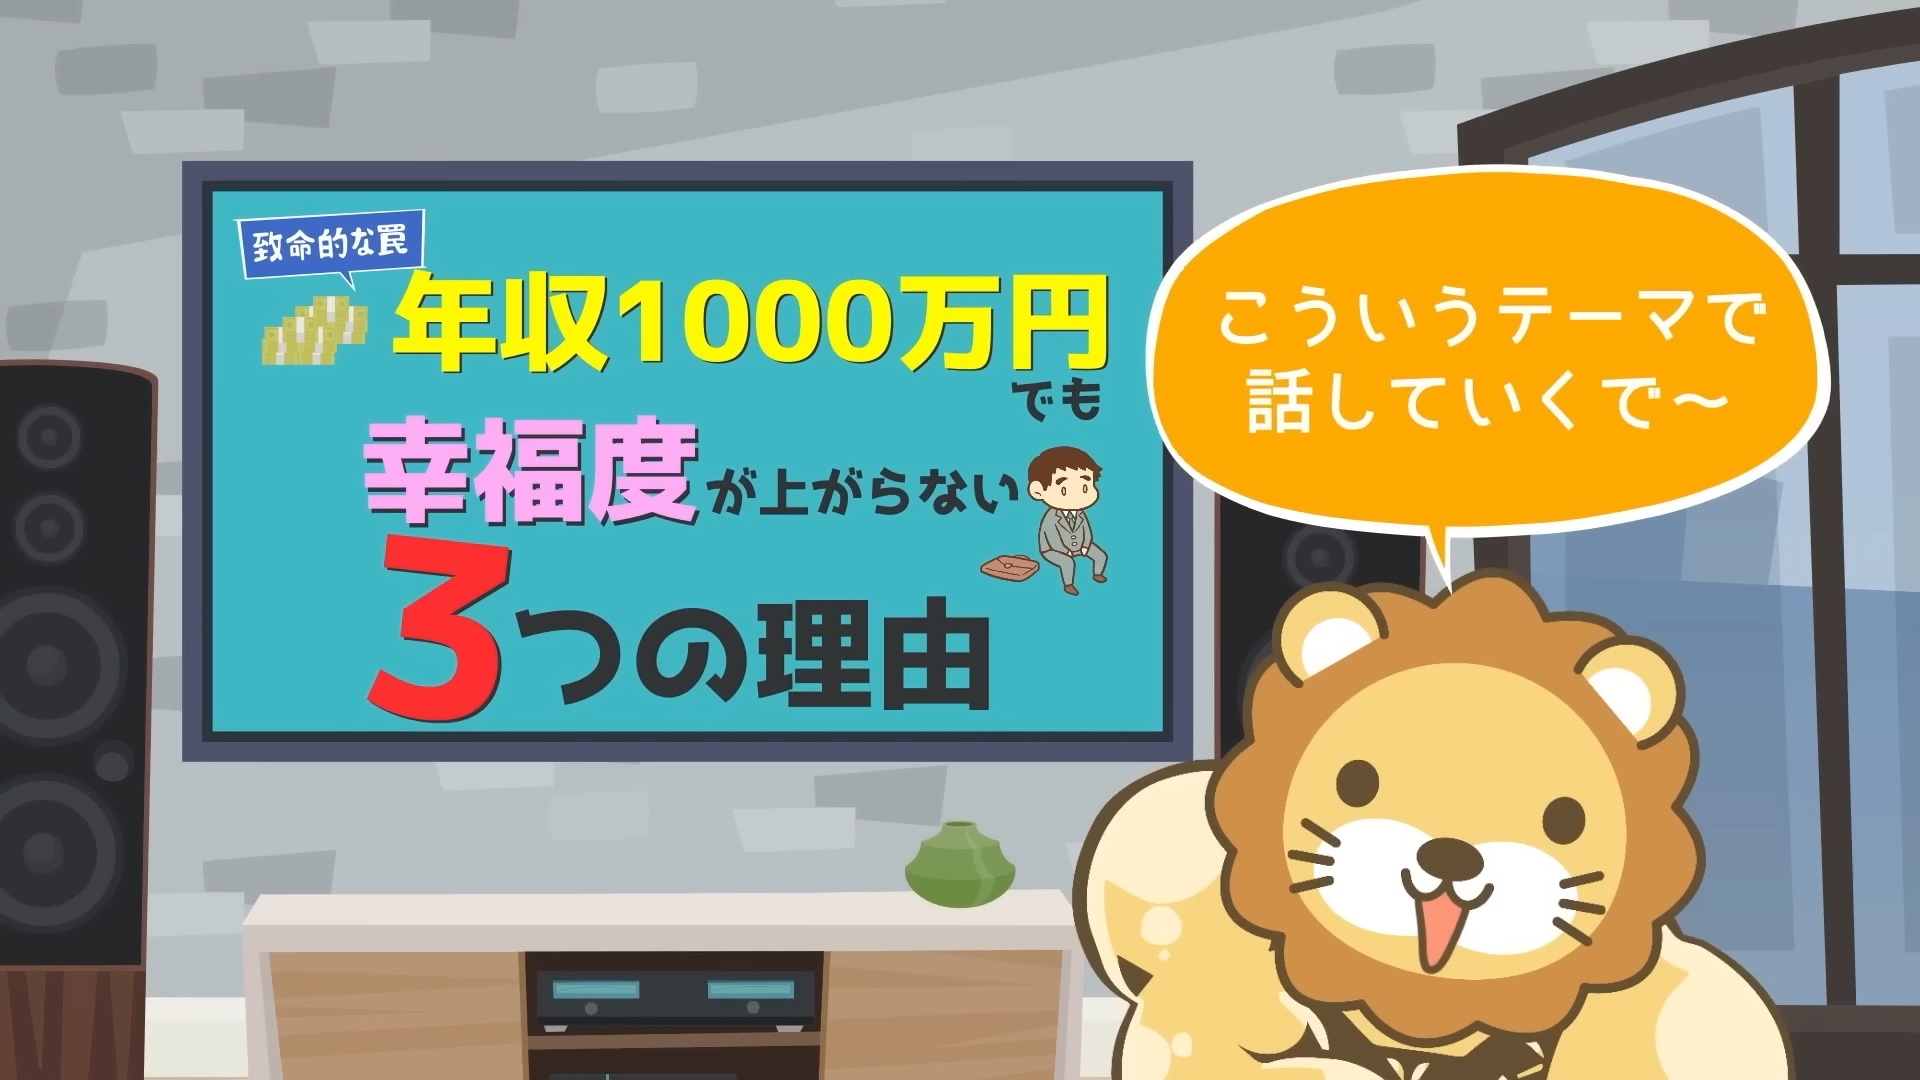 致命的な罠
年収1000万円
でも
幸福度が上がらない
3つの理由
こういうテーマで
話していくで～